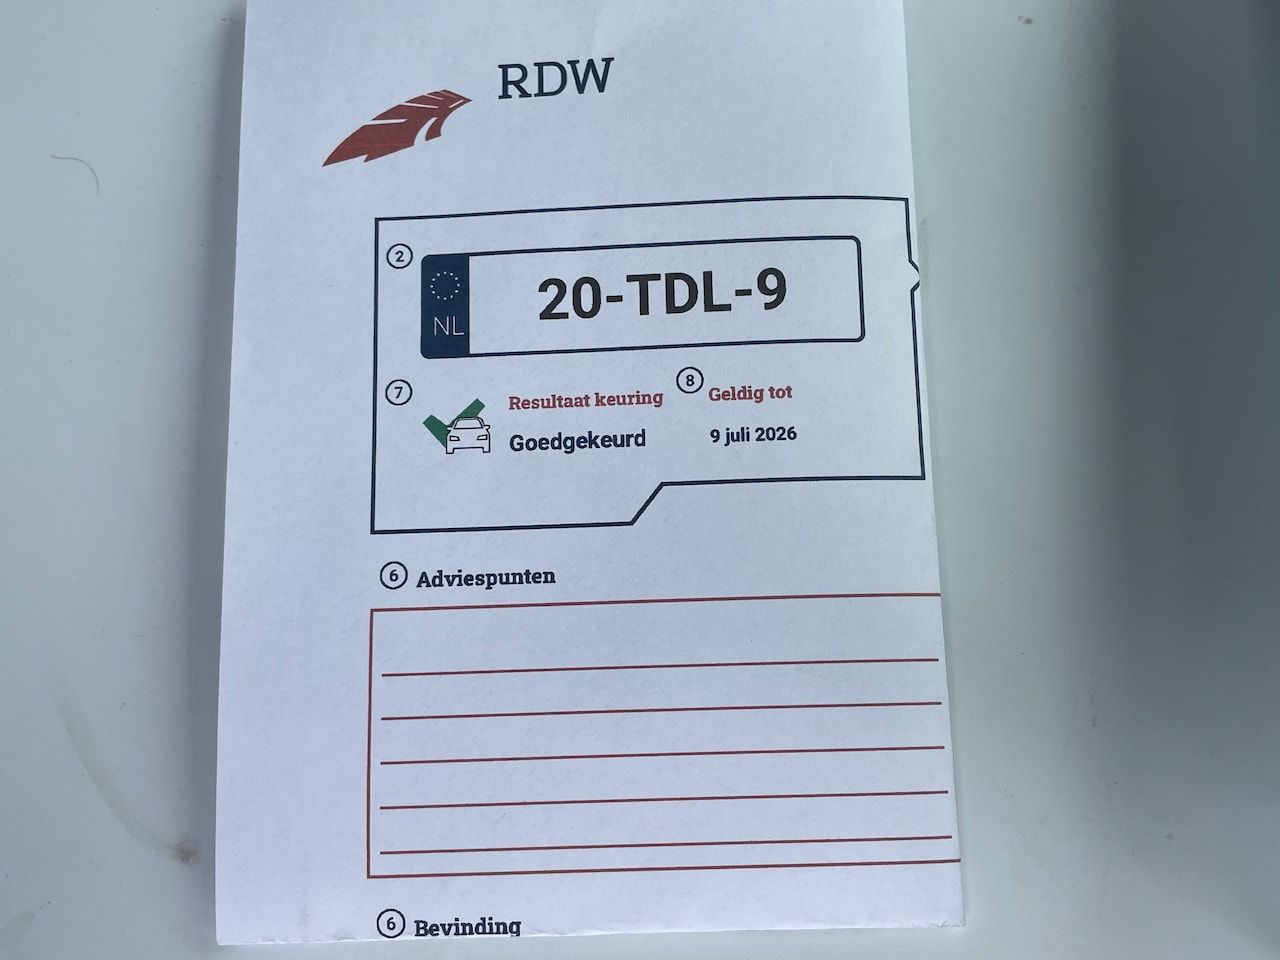 RDW
2
NL
20-TDL-9
7
Resultaat keuring
8
Geldig tot
Goedgekeurd
9 juli 2026
6 Adviespunten
6 Bevinding